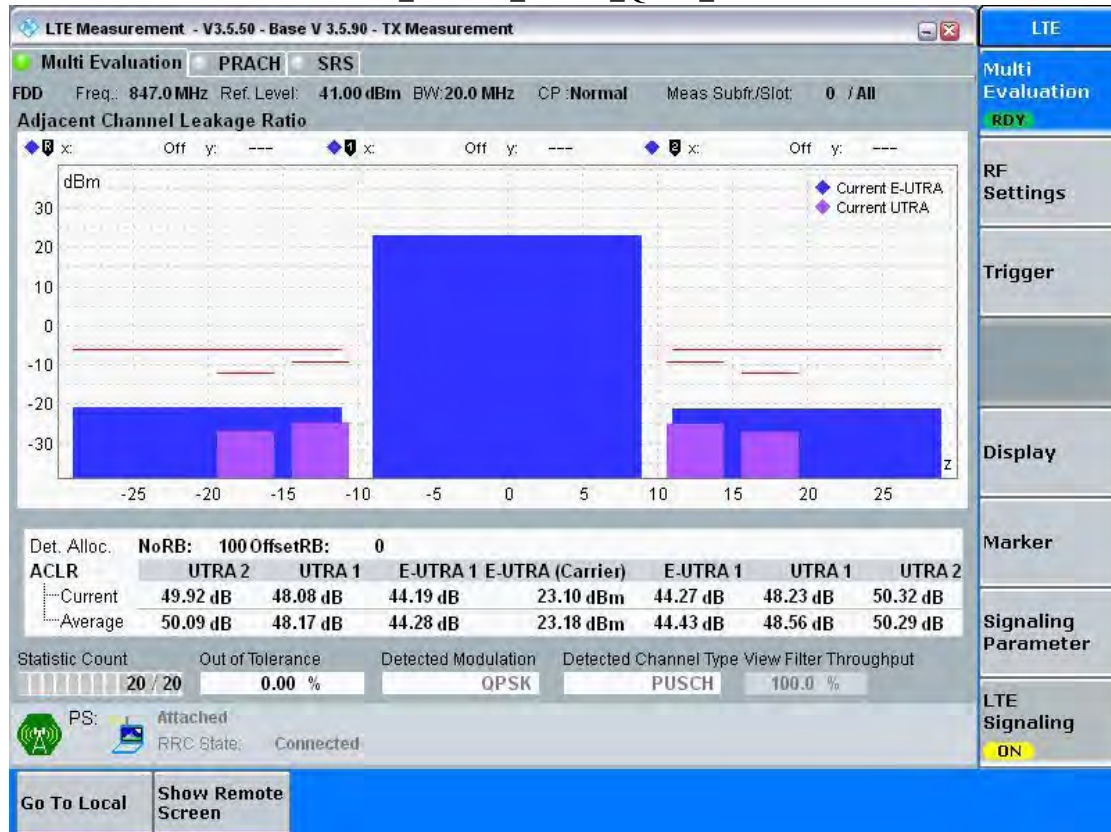 LTE Measurement - V3.5.50 - Base V 3.5.90 - TX Measurement
LTE
Multi Evaluation PRACH SRS
Multi Evaluation
RDY
FDD Freq.: 847.0 MHz Ref. Level: 41.00 dBm BW: 20.0 MHz CP :Normal Meas Subfr./Slot: 0 / All
Adjacent Channel Leakage Ratio
R x: Off y: --- 1 x: Off y: --- 2 x: Off y: ---
dBm
Current E-UTRA
Current UTRA
30
20
10
0
-10
-20
-30
z
-25 -20 -15 -10 -5 0 5 10 15 20 25
RF Settings
Trigger
Display
Marker
Signaling Parameter
LTE Signaling
ON
Det. Alloc. NoRB: 100 OffsetRB: 0
ACLR UTRA 2 UTRA 1 E-UTRA 1 E-UTRA (Carrier) E-UTRA 1 UTRA 1 UTRA 2
Current 49.92 dB 48.08 dB 44.19 dB 23.10 dBm 44.27 dB 48.23 dB 50.32 dB
Average 50.09 dB 48.17 dB 44.28 dB 23.18 dBm 44.43 dB 48.56 dB 50.29 dB
Statistic Count Out of Tolerance Detected Modulation Detected Channel Type View Filter Throughput
20 / 20 0.00 % QPSK PUSCH 100.0 %
PS: Attached
RRC State: Connected
Go To Local
Show Remote Screen